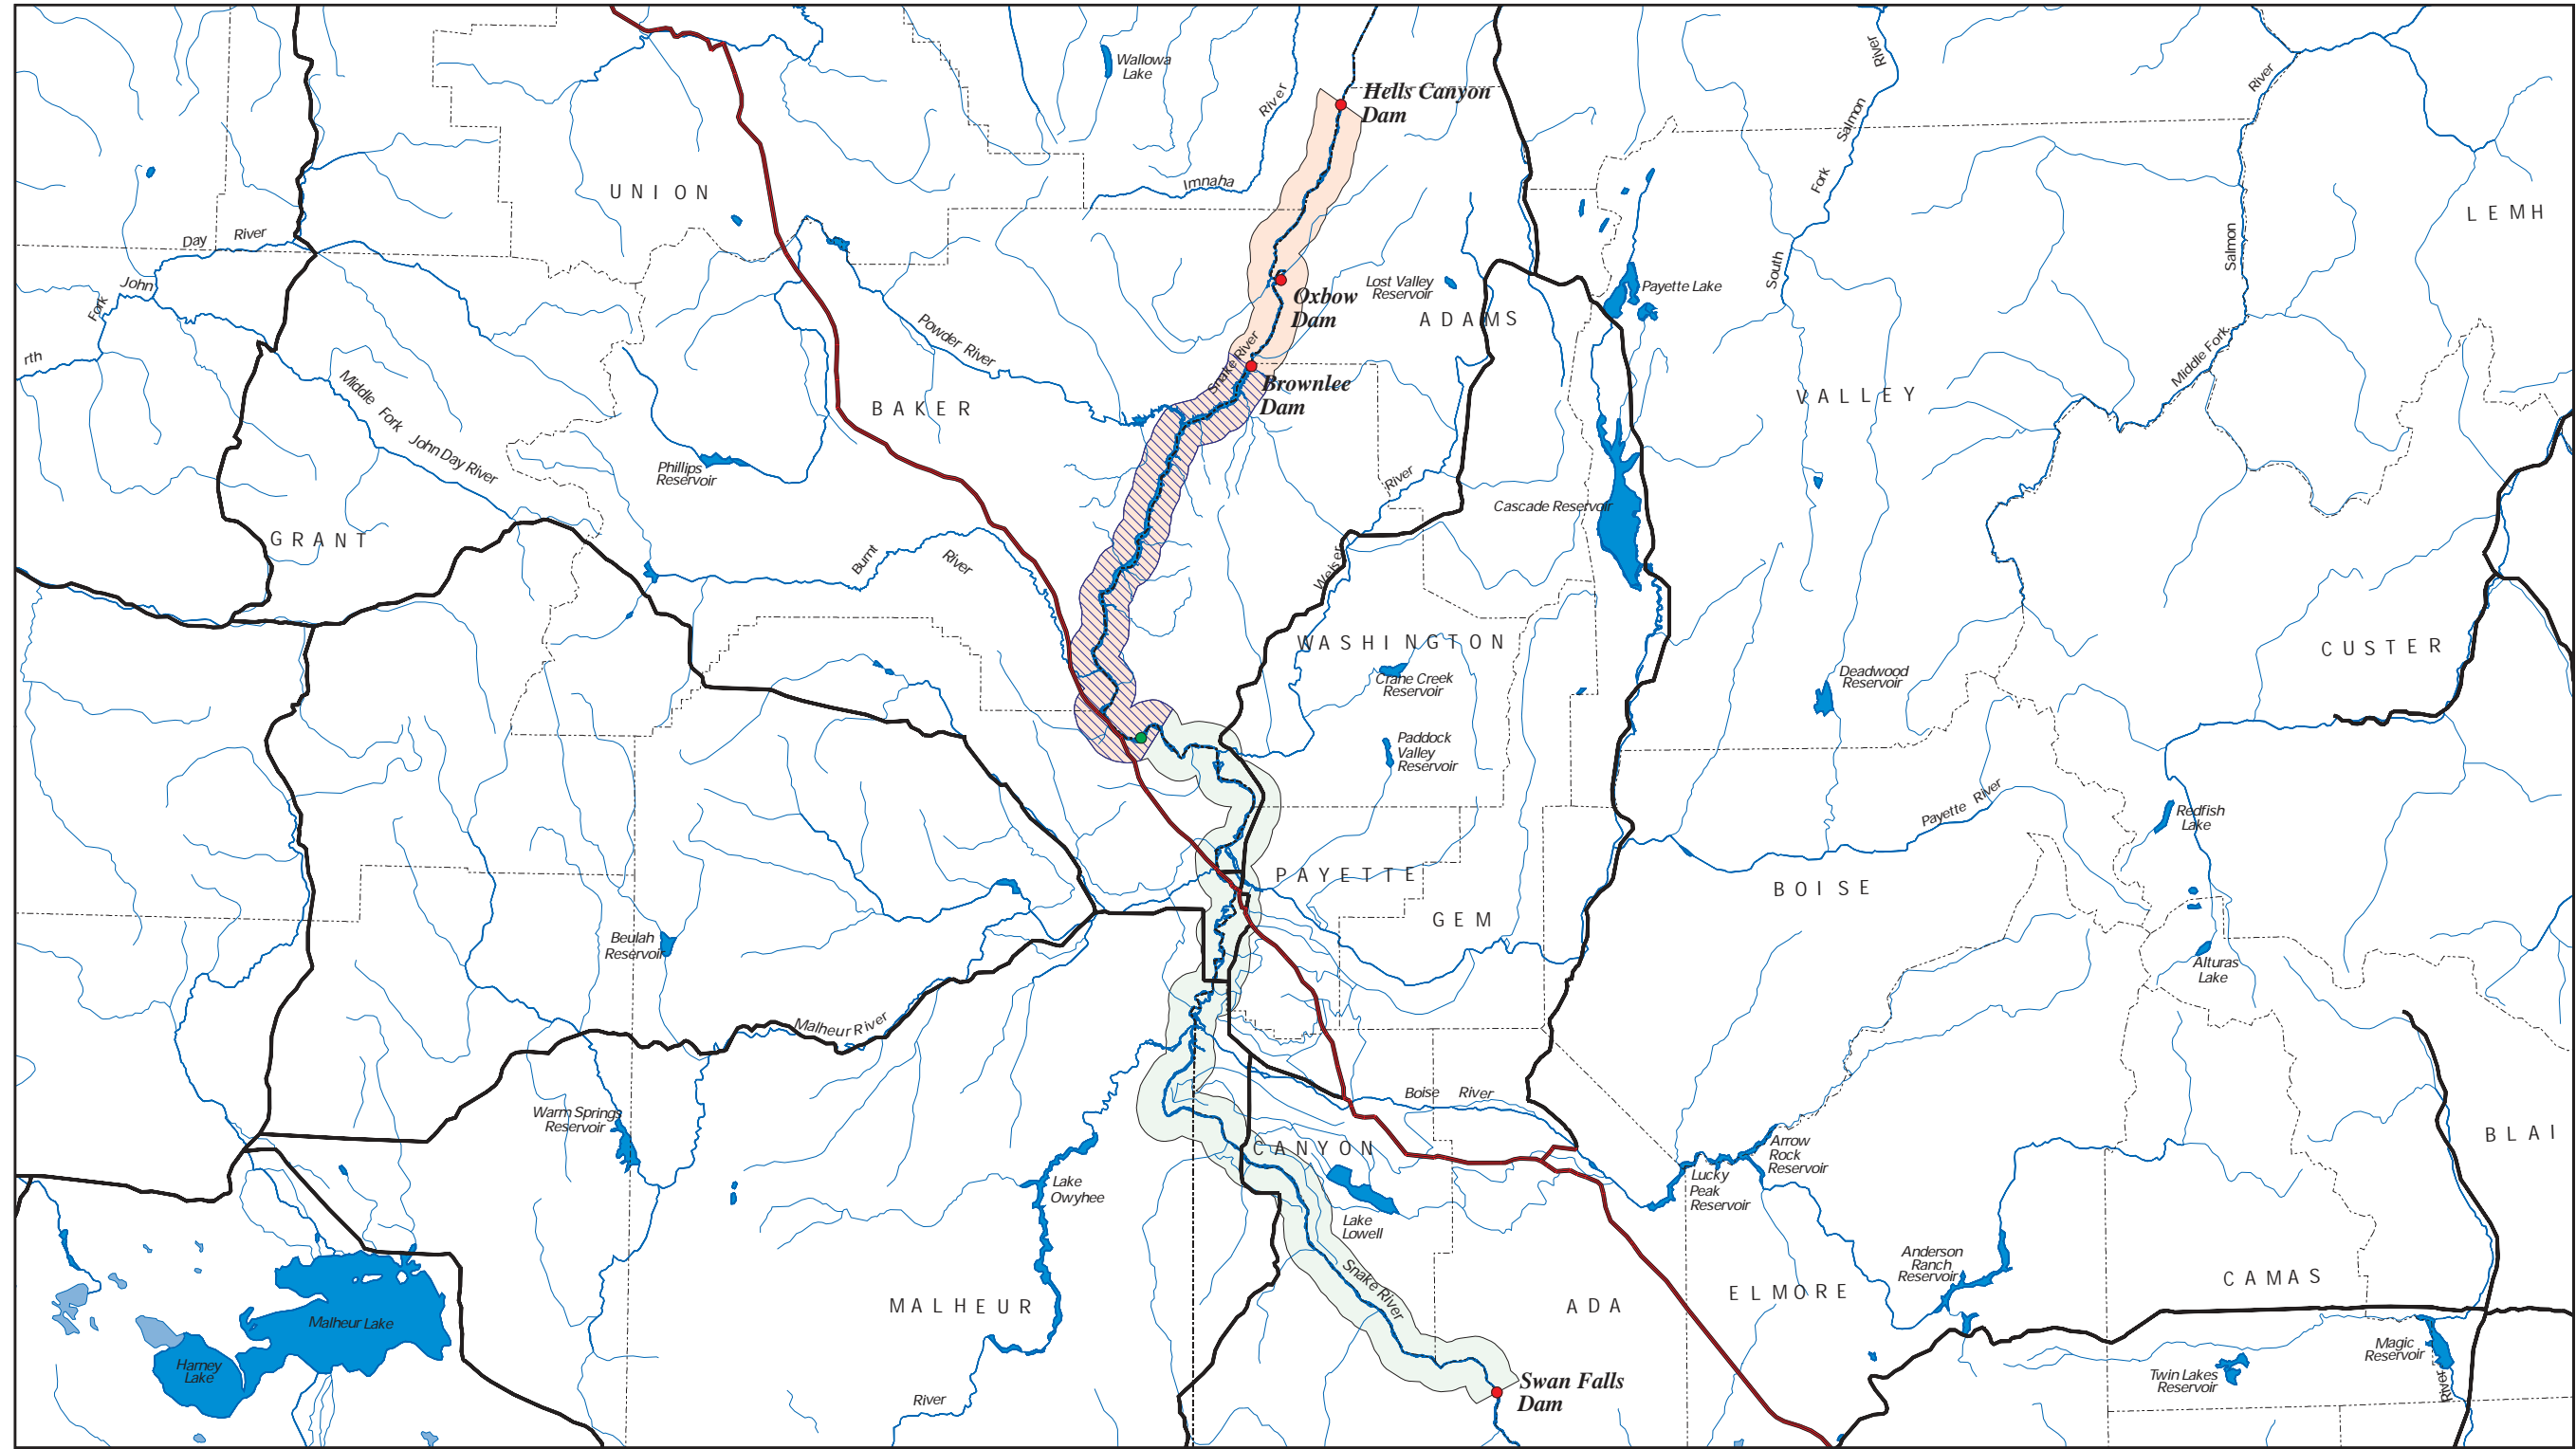 Wallowa
Lake
River
Hells Canyon
Dam
River
Salmon
Fork
South
River
Salmon
Middle Fork
LEMH
UNION
Imnaha
Day River
John
Fork
rth
Middle Fork John Day River
Powder River
BAKER
Oxbow
Dam
Lost Valley
Reservoir
ADAMS
Payette Lake
Snake River
Brownlee
Dam
VALLEY
Phillips
Reservoir
River
Weiser
Cascade Reservoir
GRANT
Burnt River
WASHINGTON
Crane Creek
Reservoir
Deadwood
Reservoir
CUSTER
Paddock
Valley
Reservoir
Payette River
Redfish
Lake
PAYETTE
GEM
BOISE
Beulah
Reservoir
Alturas
Lake
Malheur River
Boise River
Warm Springs
Reservoir
CANYON
Arrow
Rock
Reservoir
Lucky
Peak
Reservoir
BLAI
Lake
Owyhee
Lake
Lowell
Anderson
Ranch
Reservoir
CAMAS
Snake River
MALHEUR
ADA
ELMORE
Malheur Lake
Harney
Lake
Magic
Reservoir
Twin Lakes
Reservoir
River
River
Swan Falls
Dam